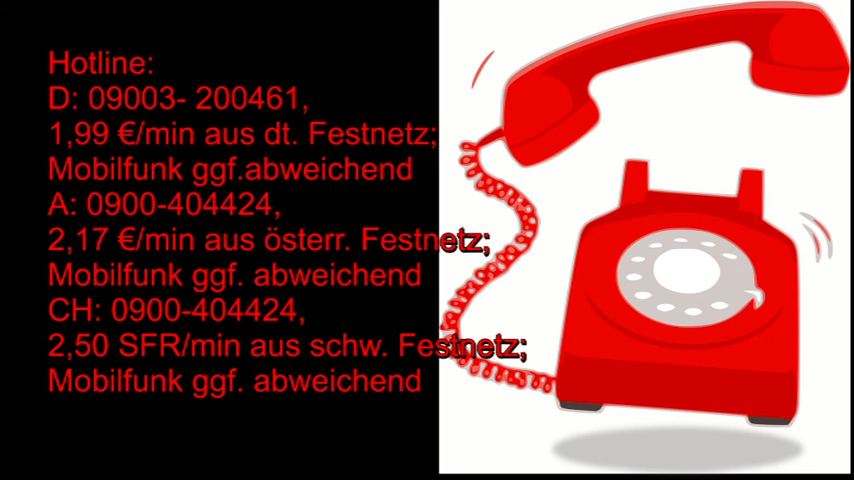 Hotline:
D: 09003- 200461,
1,99 €/min aus dt. Festnetz;
Mobilfunk ggf.abweichend
A: 0900-404424,
2,17 €/min aus österr. Festnetz;
Mobilfunk ggf. abweichend
CH: 0900-404424,
2,50 SFR/min aus schw. Festnetz;
Mobilfunk ggf. abweichend